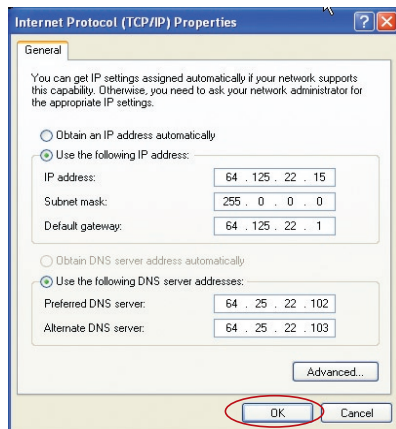 Internet Protocol (TCP/IP) Properties
General
You can get IP settings assigned automatically if your network supports
this capability. Otherwise, you need to ask your network administrator for
the appropriate IP settings.
Obtain an IP address automatically
Use the following IP address:
IP address: 64 . 125 . 22 . 15
Subnet mask: 255 . 0 . 0 . 0
Default gateway: 64 . 125 . 22 . 1
Obtain DNS server address automatically
Use the following DNS server addresses:
Preferred DNS server: 64 . 25 . 22 . 102
Alternate DNS server: 64 . 25 . 22 . 103
Advanced...
OK Cancel